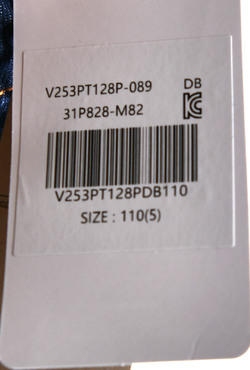 V253PT128P-089 DB
31P828-M82
V253PT128PDB110
SIZE : 110(5)